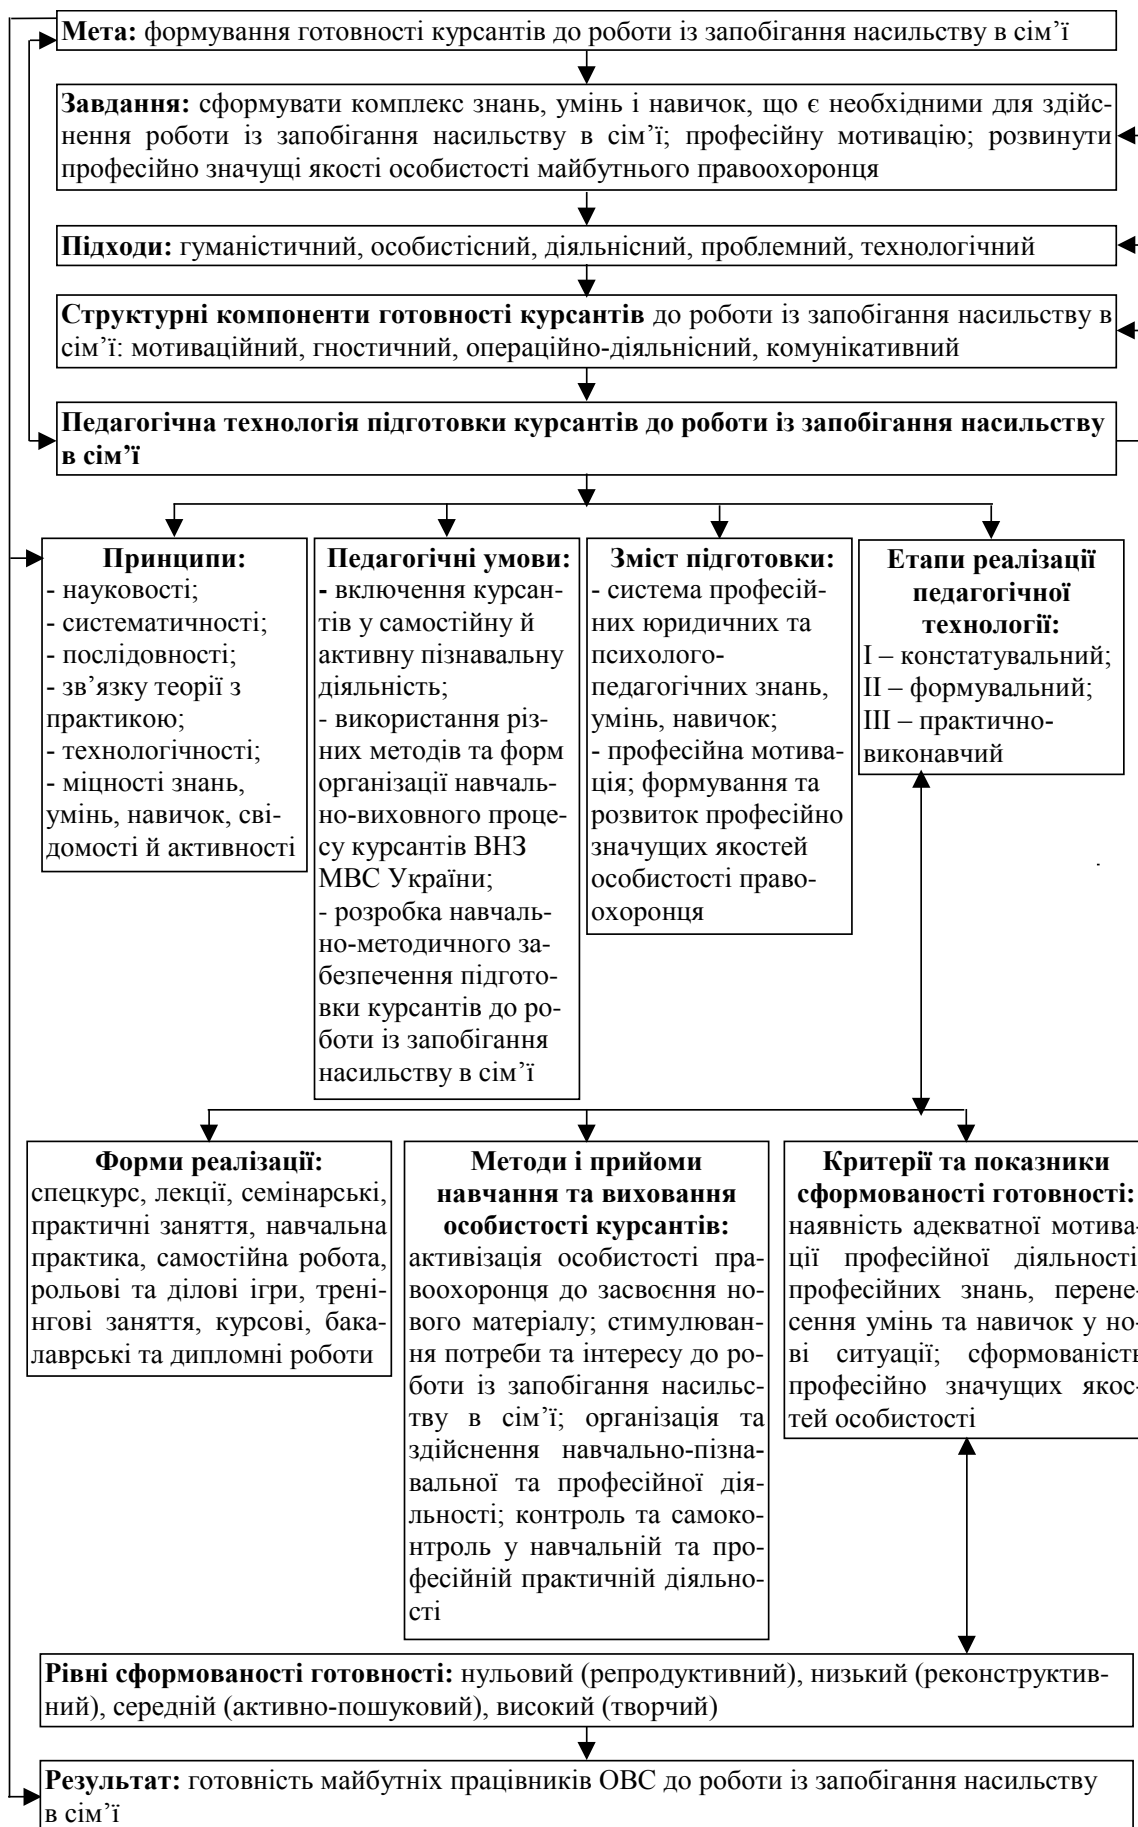 Мета: формування готовності курсантів до роботи із запобігання насильству в сім’ї
Завдання: сформувати комплекс знань, умінь і навичок, що є необхідними для здійс-
нення роботи із запобігання насильству в сім’ї; професійну мотивацію; розвинути
професійно значущі якості особистості майбутнього правоохоронця
Підходи: гуманістичний, особистісний, діяльнісний, проблемний, технологічний
Структурні компоненти готовності курсантів до роботи із запобігання насильству в
сім’ї: мотиваційний, гностичний, операційно-діяльнісний, комунікативний
Педагогічна технологія підготовки курсантів до роботи із запобігання насильству
в сім’ї
Принципи:
- науковості;
- систематичності;
- послідовності;
- зв’язку теорії з
практикою;
- технологічності;
- міцності знань,
умінь, навичок, сві-
домості й активності
Педагогічні умови:
- включення курсан-
тів у самостійну й
активну пізнавальну
діяльність;
- використання різ-
них методів та форм
організації навчаль-
но-виховного проце-
су курсантів ВНЗ
МВС України;
- розробка навчаль-
но-методичного за-
безпечення підгото-
вки курсантів до ро-
боти із запобігання
насильству в сім’ї
Зміст підготовки:
- система професій-
них юридичних та
психолого-
педагогічних знань,
умінь, навичок;
- професійна мотива-
ція; формування та
розвиток професійно
значущих якостей
особистості право-
охоронця
Етапи реалізації
педагогічної
технології:
I – констатувальний;
II – формувальний;
III – практично-
виконавчий
Форми реалізації:
спецкурс, лекції, семінарські,
практичні заняття, навчальна
практика, самостійна робота,
рольові та ділові ігри, трені-
нгові заняття, курсові, бака-
лаврські та дипломні роботи
Методи і прийоми
навчання та виховання
особистості курсантів:
активізація особистості пра-
воохоронця до засвоєння но-
вого матеріалу; стимулюван-
ня потреби та інтересу до ро-
боти із запобігання насильс-
тву в сім’ї; організація та
здійснення навчально-пізна-
вальної та професійної дія-
льності; контроль та самоко-
нтроль у навчальній та про-
фесійній практичній діяльно-
сті
Критерії та показники
сформованості готовності:
наявність адекватної мотива-
ції професійної діяльності
професійних знань, перене-
сення умінь та навичок у но-
ві ситуації; сформованість
професійно значущих якос-
тей особистості
Рівні сформованості готовності: нульовий (репродуктивний), низький (реконструктив-
ний), середній (активно-пошуковий), високий (творчий)
Результат: готовність майбутніх працівників ОВС до роботи із запобігання насильству
в сім’ї